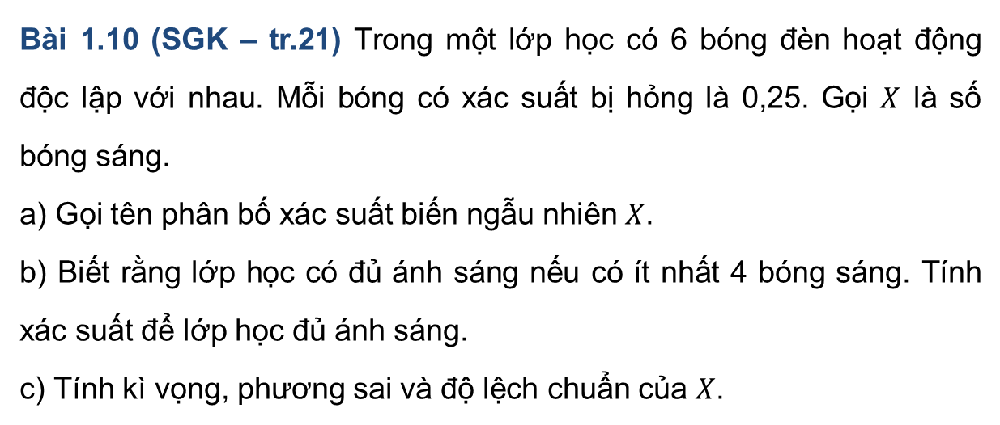 Bài 1.10 (SGK – tr.21) Trong một lớp học có 6 bóng đèn hoạt động
độc lập với nhau. Mỗi bóng có xác suất bị hỏng là 0,25. Gọi X là số
bóng sáng.
a) Gọi tên phân bố xác suất biến ngẫu nhiên X.
b) Biết rằng lớp học có đủ ánh sáng nếu có ít nhất 4 bóng sáng. Tính
xác suất để lớp học đủ ánh sáng.
c) Tính kì vọng, phương sai và độ lệch chuẩn của X.